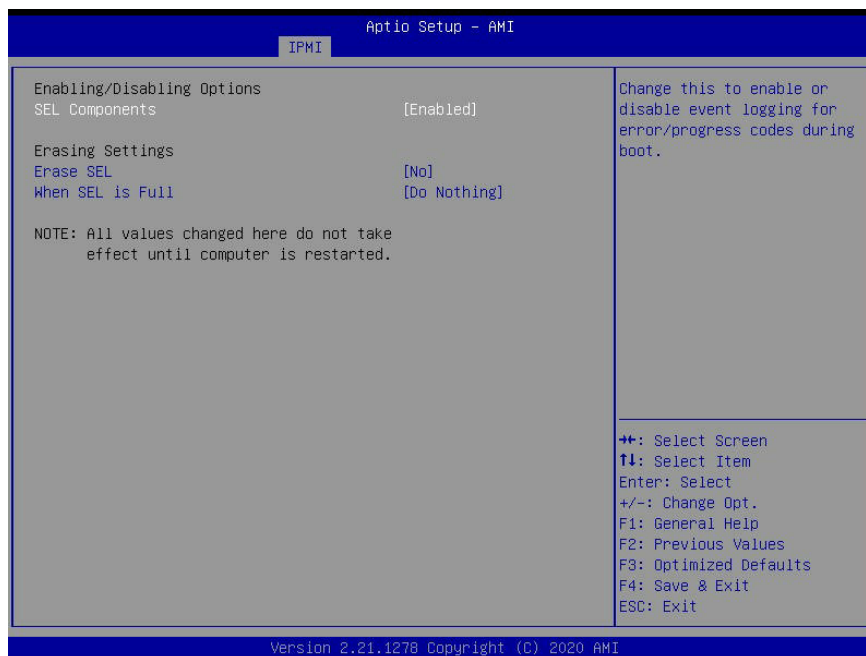 Aptio Setup – AMI
IPMI
Enabling/Disabling Options
SEL Components [Enabled]
Erasing Settings
Erase SEL [No]
When SEL is Full [Do Nothing]
NOTE: All values changed here do not take
effect until computer is restarted.
Change this to enable or
disable event logging for
error/progress codes during
boot.
→←: Select Screen
↑↓: Select Item
Enter: Select
+/-: Change Opt.
F1: General Help
F2: Previous Values
F3: Optimized Defaults
F4: Save & Exit
ESC: Exit
Version 2.21.1278 Copyright (C) 2020 AMI